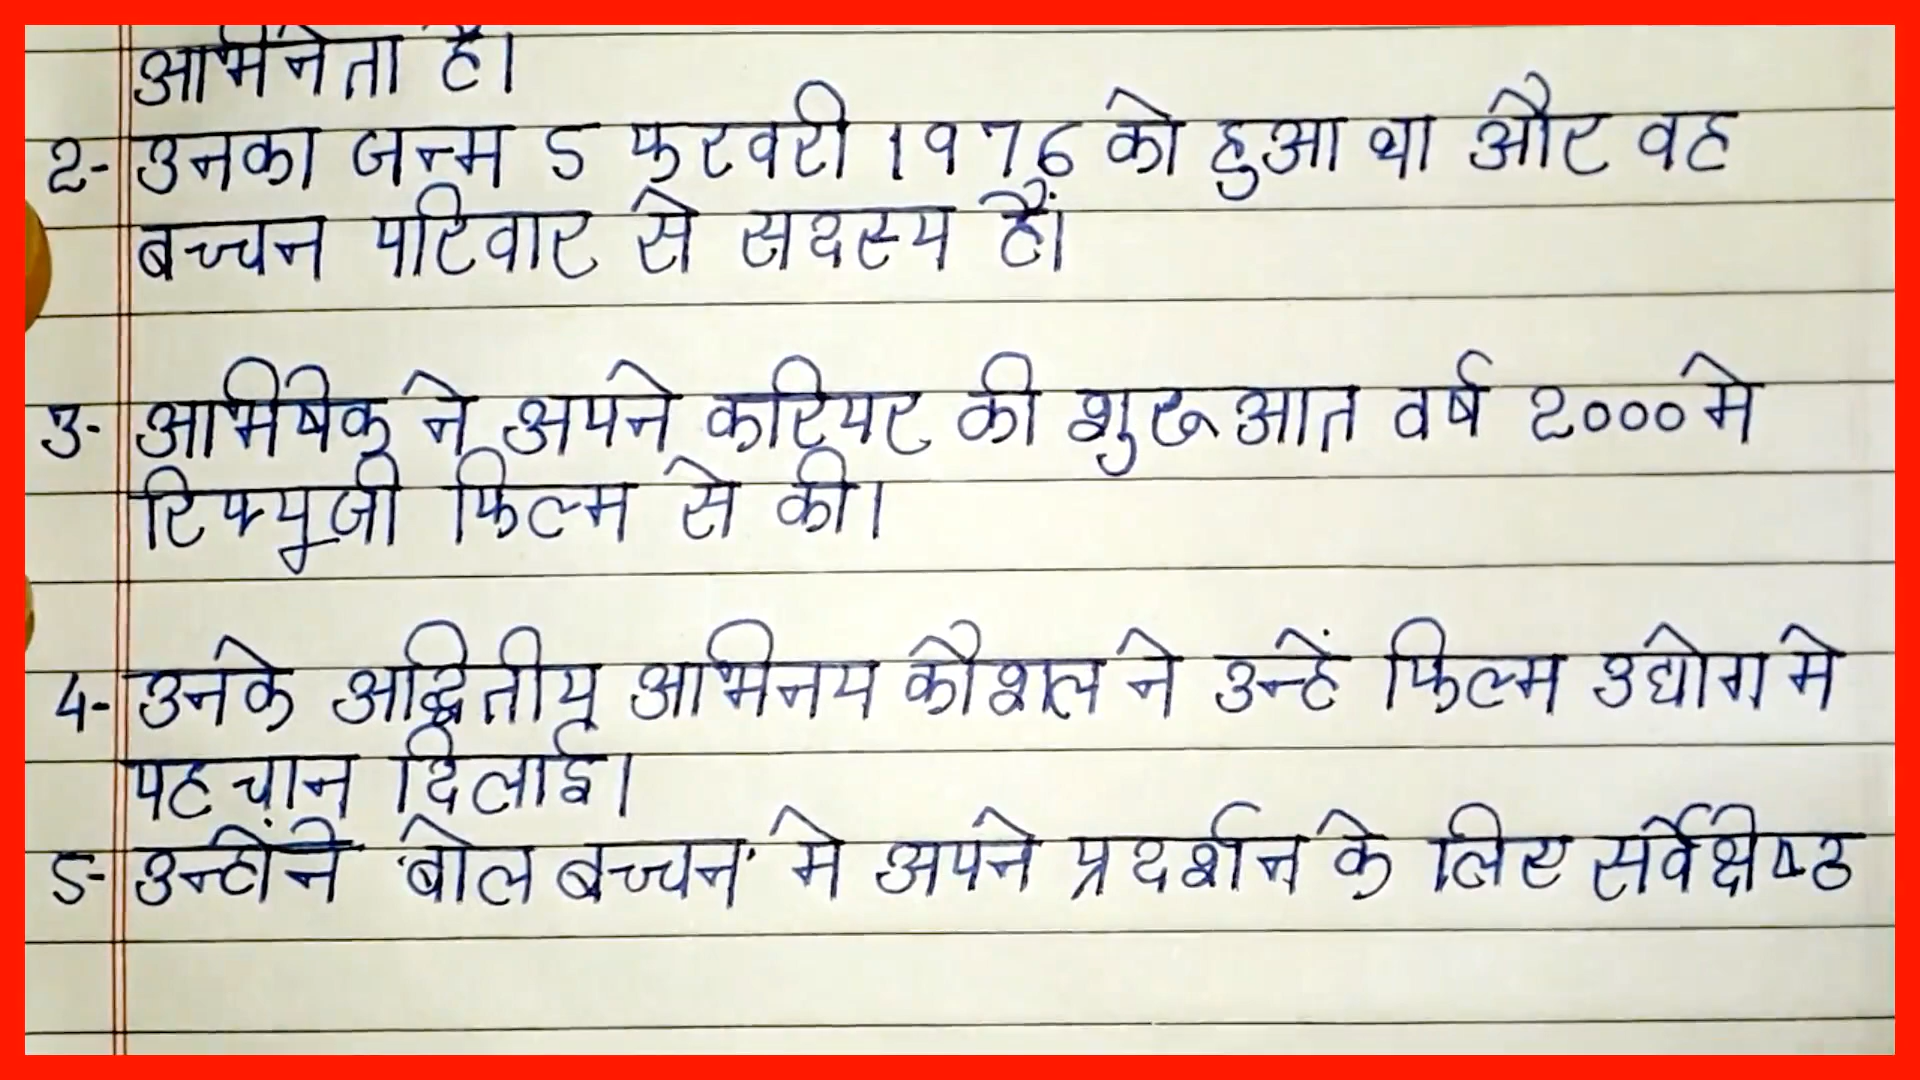 अभिनेता है।
2- उनका जन्म 5 फरवरी 1976 को हुआ था और वह
बच्चन परिवार से सदस्य हैं।
3- अभिषेक ने अपने करियर की शुरूआत वर्ष 2000 मे
रिफ्यूजी फिल्म से की।
4- उनके अद्वितीय अभिनय कौशल ने उन्हें फिल्म उद्योग मे
पहचान दिलाई।
5- उन्होंने 'बोल बच्चन' मे अपने प्रदर्शन के लिए सर्वेश्रेष्ठ